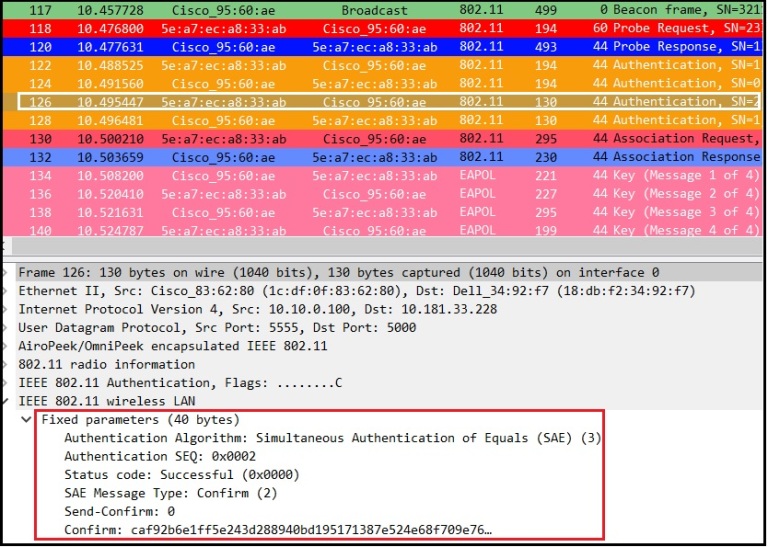 117 10.457728 Cisco_95:60:ae Broadcast 802.11 499 0 Beacon frame, SN=321
118 10.476800 5e:a7:ec:a8:33:ab Cisco_95:60:ae 802.11 194 60 Probe Request, SN=23
120 10.477631 Cisco_95:60:ae 5e:a7:ec:a8:33:ab 802.11 493 44 Probe Response, SN=1
122 10.488525 5e:a7:ec:a8:33:ab Cisco_95:60:ae 802.11 194 44 Authentication, SN=1
124 10.491560 Cisco_95:60:ae 5e:a7:ec:a8:33:ab 802.11 194 44 Authentication, SN=0
126 10.495447 5e:a7:ec:a8:33:ab Cisco_95:60:ae 802.11 130 44 Authentication, SN=2
128 10.496481 Cisco_95:60:ae 5e:a7:ec:a8:33:ab 802.11 130 44 Authentication, SN=1
130 10.500210 5e:a7:ec:a8:33:ab Cisco_95:60:ae 802.11 295 44 Association Request,
132 10.503659 Cisco_95:60:ae 5e:a7:ec:a8:33:ab 802.11 230 44 Association Response
134 10.508200 Cisco_95:60:ae 5e:a7:ec:a8:33:ab EAPOL 221 44 Key (Message 1 of 4)
136 10.520410 5e:a7:ec:a8:33:ab Cisco_95:60:ae EAPOL 227 44 Key (Message 2 of 4)
138 10.521631 Cisco_95:60:ae 5e:a7:ec:a8:33:ab EAPOL 295 44 Key (Message 3 of 4)
140 10.524787 5e:a7:ec:a8:33:ab Cisco_95:60:ae EAPOL 199 44 Key (Message 4 of 4)
Frame 126: 130 bytes on wire (1040 bits), 130 bytes captured (1040 bits) on interface 0
Ethernet II, Src: Cisco_83:62:80 (1c:df:0f:83:62:80), Dst: Dell_34:92:f7 (18:db:f2:34:92:f7)
Internet Protocol Version 4, Src: 10.10.0.100, Dst: 10.181.33.228
User Datagram Protocol, Src Port: 5555, Dst Port: 5000
AiroPeek/OmniPeek encapsulated IEEE 802.11
802.11 radio information
IEEE 802.11 Authentication, Flags: ........C
IEEE 802.11 wireless LAN
Fixed parameters (40 bytes)
Authentication Algorithm: Simultaneous Authentication of Equals (SAE) (3)
Authentication SEQ: 0x0002
Status code: Successful (0x0000)
SAE Message Type: Confirm (2)
Send-Confirm: 0
Confirm: caf92b6e1ff5e243d288940bd195171387e524e68f709e76…